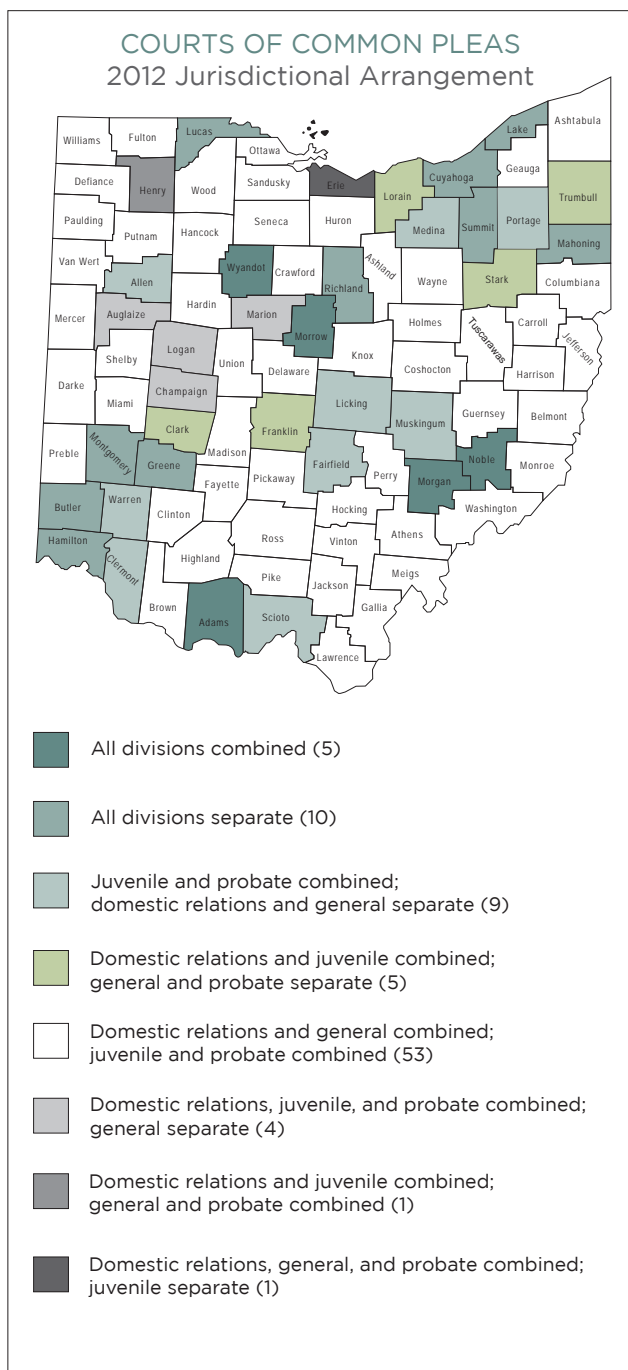 COURTS OF COMMON PLEAS
2012 Jurisdictional Arrangement
Williams
Fulton
Lucas
Ottawa
Lake
Ashtabula
Defiance
Henry
Wood
Sandusky
Erie
Lorain
Cuyahoga
Geauga
Trumbull
Paulding
Putnam
Hancock
Seneca
Huron
Medina
Summit
Portage
Mahoning
Van Wert
Allen
Wyandot
Crawford
Richland
Ashland
Wayne
Stark
Columbiana
Mercer
Auglaize
Hardin
Marion
Morrow
Holmes
Tuscarawas
Carroll
Jefferson
Shelby
Logan
Union
Delaware
Knox
Coshocton
Harrison
Darke
Miami
Champaign
Licking
Muskingum
Guernsey
Belmont
Clark
Franklin
Preble
Montgomery
Greene
Madison
Fairfield
Perry
Morgan
Noble
Monroe
Butler
Warren
Clinton
Fayette
Pickaway
Hocking
Washington
Hamilton
Clermont
Highland
Ross
Vinton
Athens
Brown
Adams
Pike
Jackson
Meigs
Scioto
Gallia
Lawrence
All divisions combined (5)
All divisions separate (10)
Juvenile and probate combined;
domestic relations and general separate (9)
Domestic relations and juvenile combined;
general and probate separate (5)
Domestic relations and general combined;
juvenile and probate combined (53)
Domestic relations, juvenile, and probate combined;
general separate (4)
Domestic relations and juvenile combined;
general and probate combined (1)
Domestic relations, general, and probate combined;
juvenile separate (1)